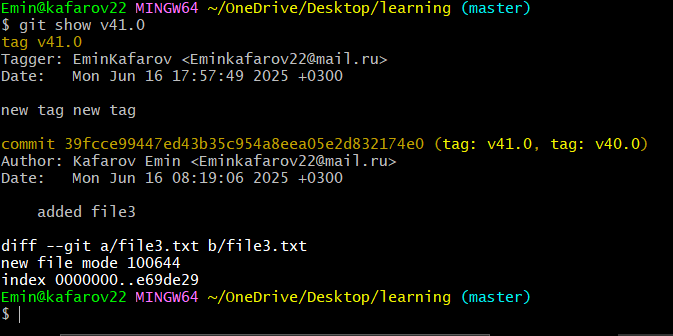 Emin@kafarov22 MINGW64 ~/OneDrive/Desktop/learning (master)
$ git show v41.0
tag v41.0
Tagger: EminKafarov <Eminkafarov22@mail.ru>
Date:   Mon Jun 16 17:57:49 2025 +0300

new tag new tag

commit 39fcce99447ed43b35c954a8eea05e2d832174e0 (tag: v41.0, tag: v40.0)
Author: Kafarov Emin <Eminkafarov22@mail.ru>
Date:   Mon Jun 16 08:19:06 2025 +0300

    added file3

diff --git a/file3.txt b/file3.txt
new file mode 100644
index 0000000..e69de29
Emin@kafarov22 MINGW64 ~/OneDrive/Desktop/learning (master)
$